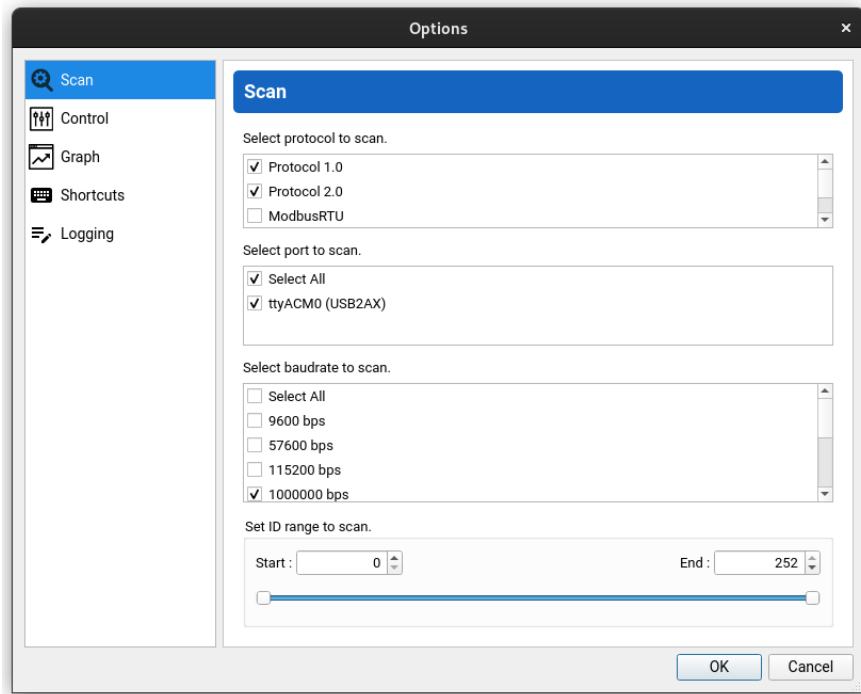 Options
Scan
Control
Graph
Shortcuts
Logging
Scan
Select protocol to scan.
Protocol 1.0
Protocol 2.0
ModbusRTU
Select port to scan.
Select All
ttyACM0 (USB2AX)
Select baudrate to scan.
Select All
9600 bps
57600 bps
115200 bps
1000000 bps
Set ID range to scan.
Start : 0 End : 252
OK Cancel